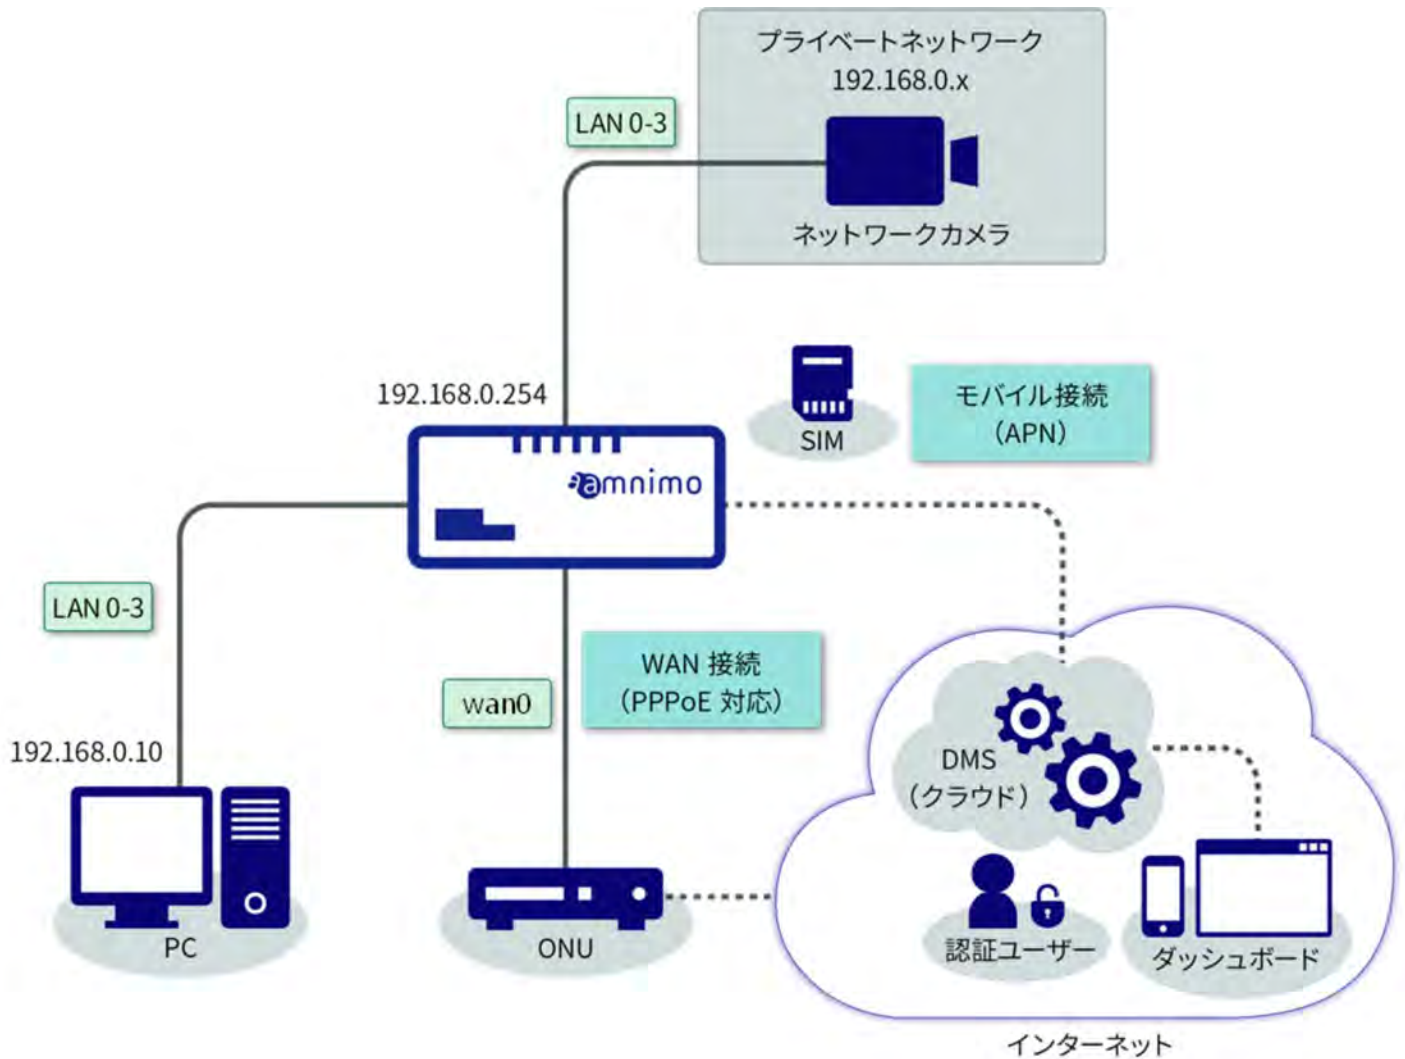 プライベートネットワーク
192.168.0.x
LAN 0-3
ネットワークカメラ
192.168.0.254
SIM
モバイル接続
（APN）
amnimo
LAN 0-3
WAN 接続
（PPPoE 対応）
wan0
192.168.0.10
DMS
（クラウド）
PC
ONU
認証ユーザー
ダッシュボード
インターネット